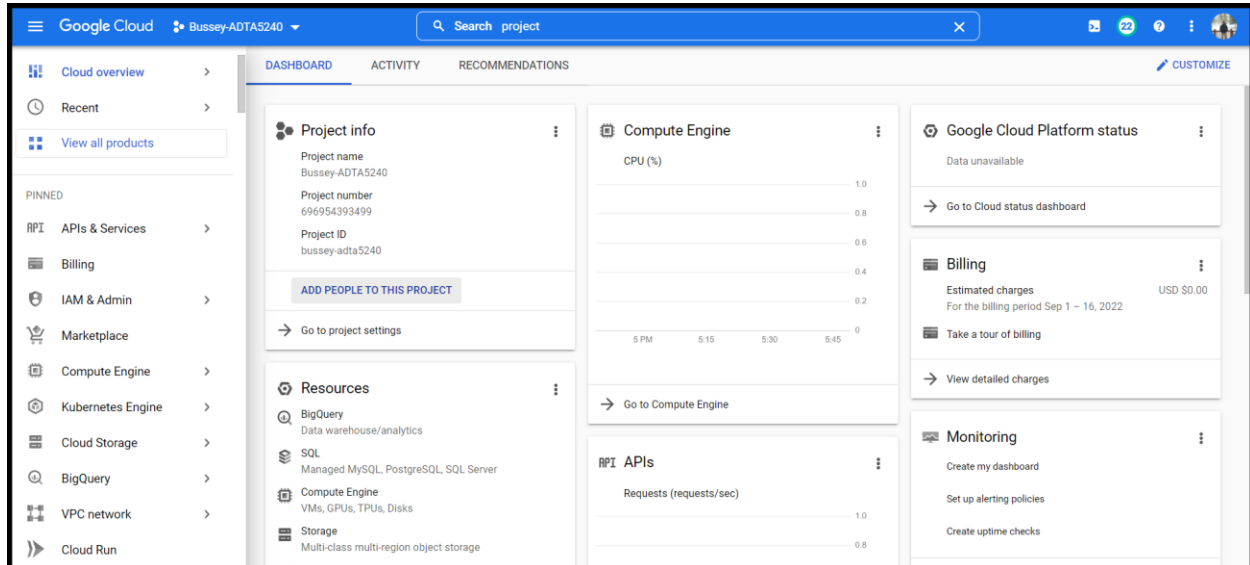 Google Cloud
Bussey-ADTA5240
Search project
22
Cloud overview
Recent
View all products
PINNED
API APIs & Services
Billing
IAM & Admin
Marketplace
Compute Engine
Kubernetes Engine
Cloud Storage
BigQuery
VPC network
Cloud Run
DASHBOARD ACTIVITY RECOMMENDATIONS
CUSTOMIZE
Project info
Project name
Bussey-ADTA5240
Project number
696954393499
Project ID
bussey-adta5240
ADD PEOPLE TO THIS PROJECT
Go to project settings
Resources
BigQuery
Data warehouse/analytics
SQL
Managed MySQL, PostgreSQL, SQL Server
Compute Engine
VMs, GPUs, TPUs, Disks
Storage
Multi-class multi-region object storage
Compute Engine
CPU (%)
1.0
0.8
0.6
0.4
0.2
0
5 PM 5:15 5:30 5:45
Go to Compute Engine
API APIs
Requests (requests/sec)
1.0
0.8
Google Cloud Platform status
Data unavailable
Go to Cloud status dashboard
Billing
Estimated charges USD $0.00
For the billing period Sep 1 – 16, 2022
Take a tour of billing
View detailed charges
Monitoring
Create my dashboard
Set up alerting policies
Create uptime checks